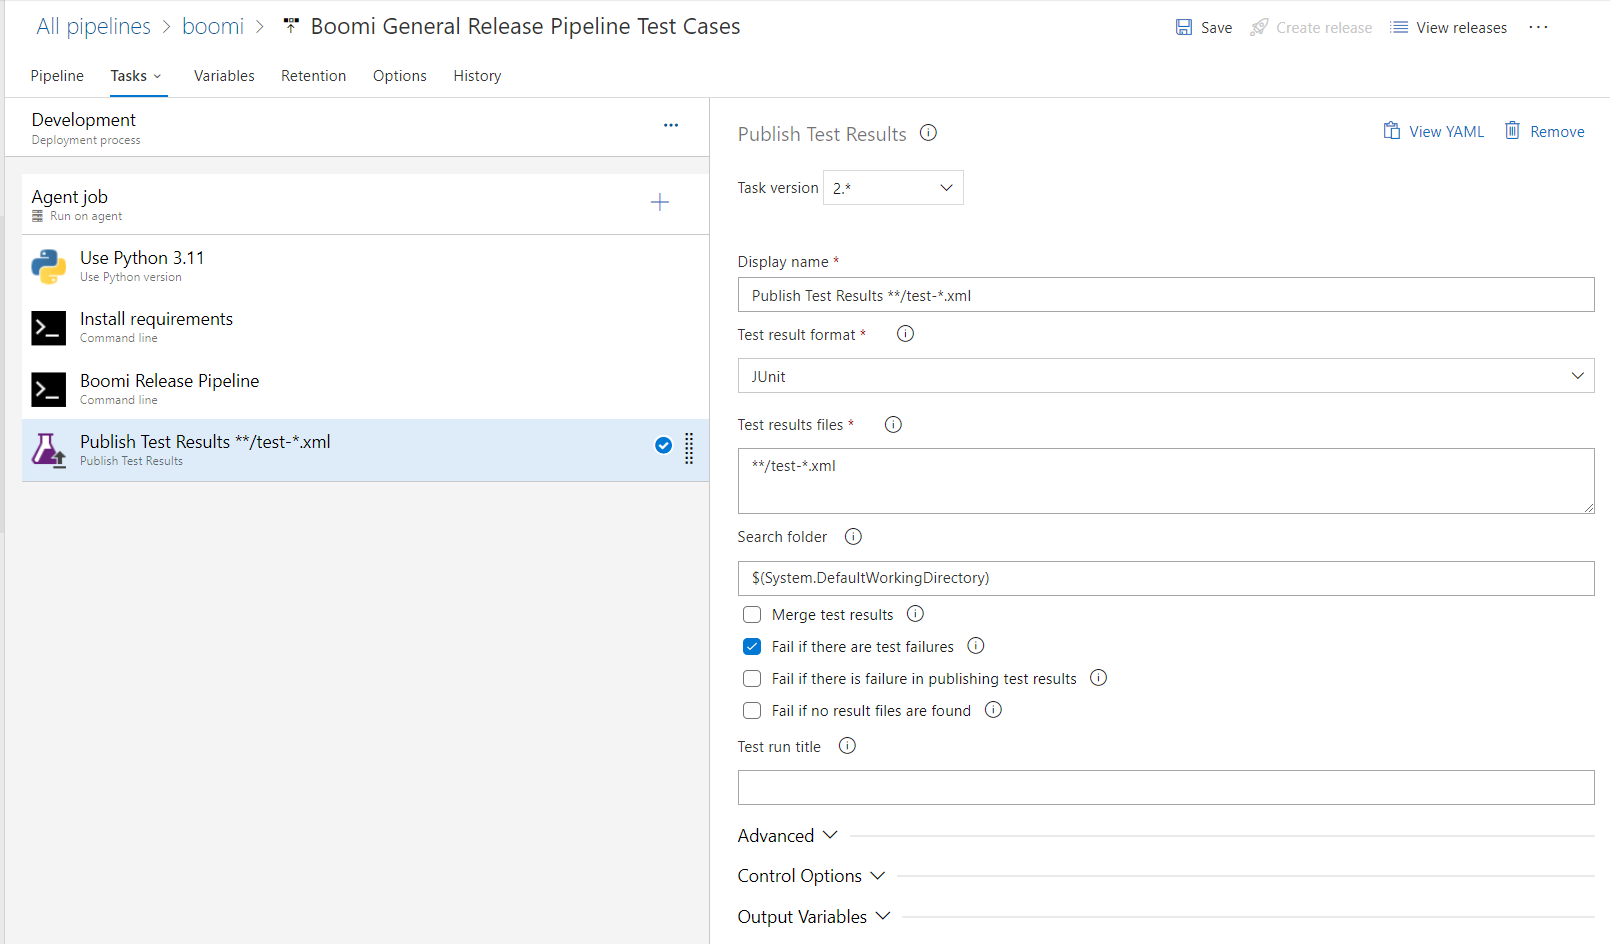 All pipelines > boomi > Boomi General Release Pipeline Test Cases
Save Create release View releases ...
Pipeline Tasks Variables Retention Options History
Development
Deployment process
Agent job
Run on agent
Use Python 3.11
Use Python version
Install requirements
Command line
Boomi Release Pipeline
Command line
Publish Test Results **/test-*.xml
Publish Test Results
Publish Test Results
View YAML Remove
Task version 2.*
Display name *
Publish Test Results **/test-*.xml
Test result format *
JUnit
Test results files *
**/test-*.xml
Search folder
$(System.DefaultWorkingDirectory)
Merge test results
Fail if there are test failures
Fail if there is failure in publishing test results
Fail if no result files are found
Test run title
Advanced
Control Options
Output Variables